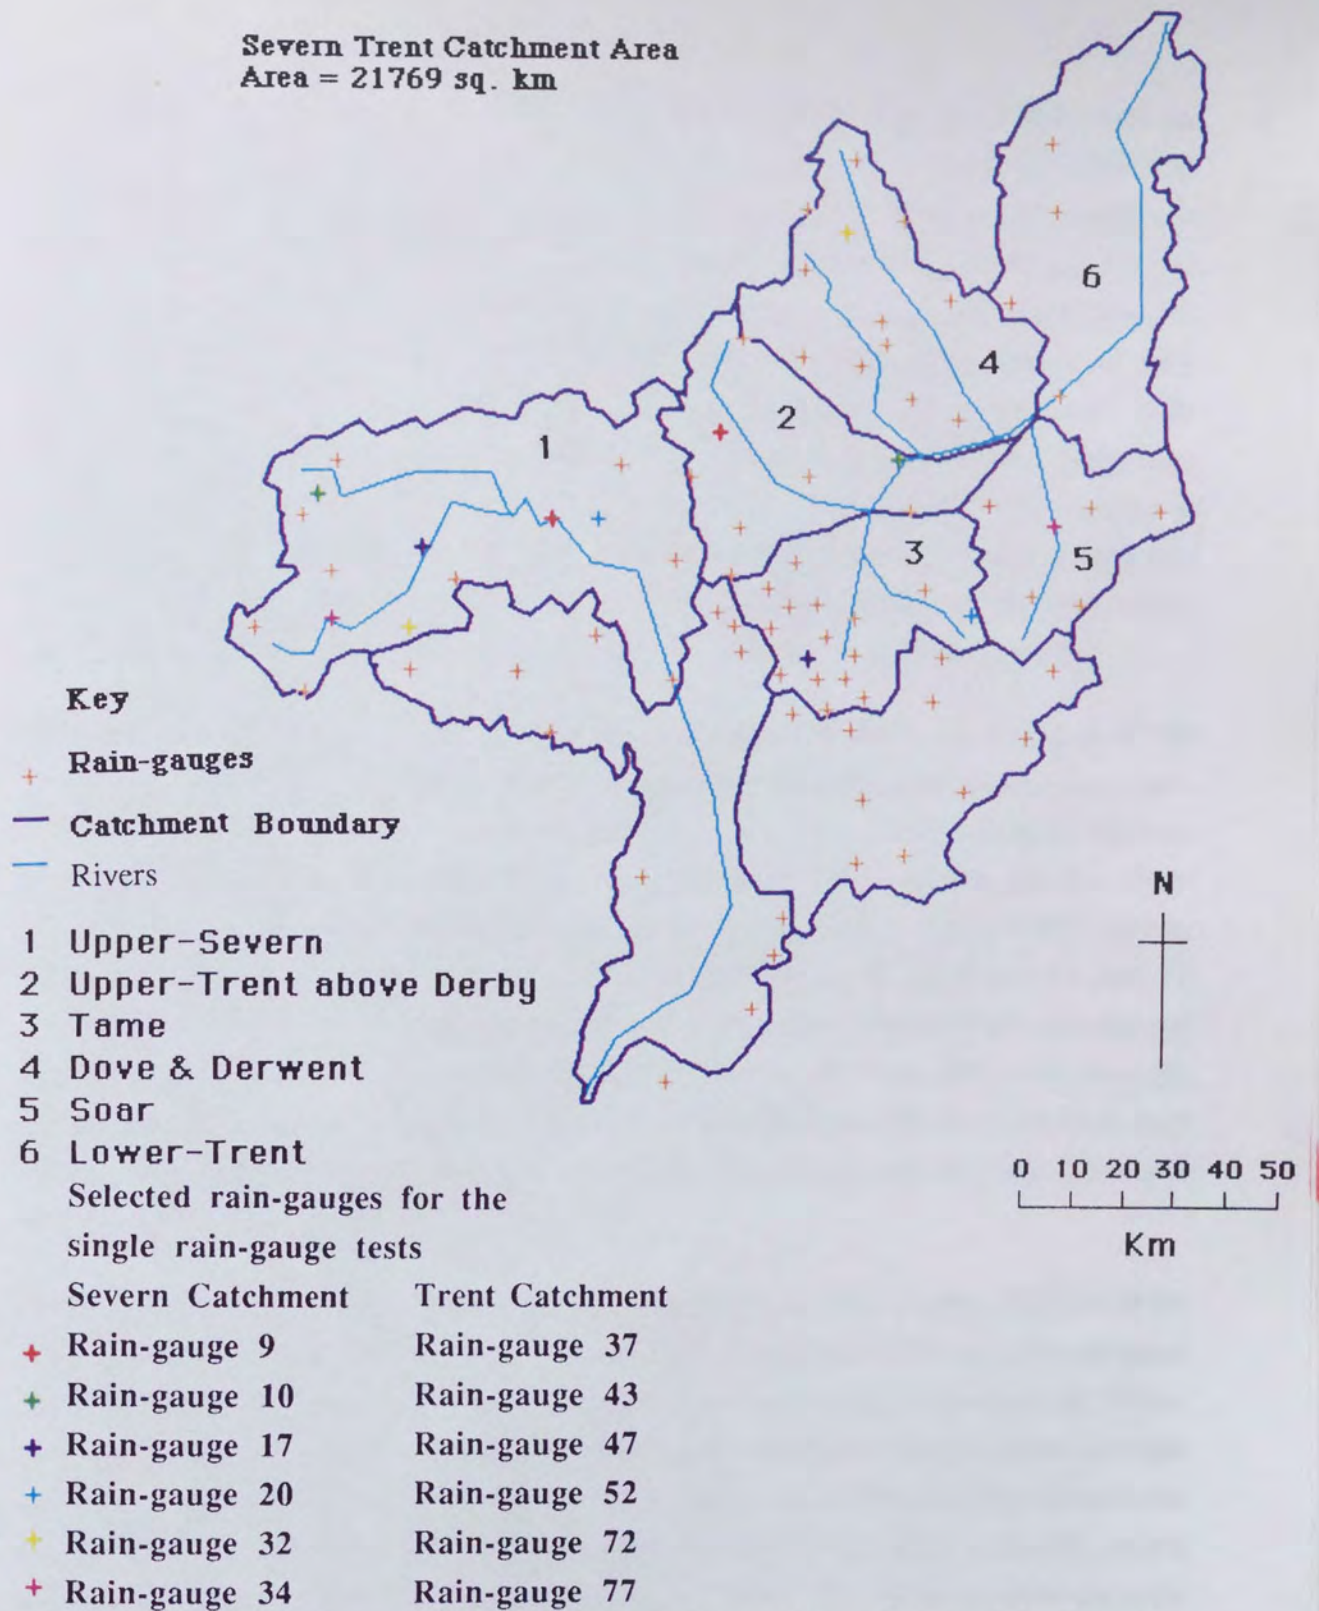 Severn Trent Catchment Area
Area = 21769 sq. km
6
4
2
1
3
5
Key
Rain-gauges
Catchment Boundary
Rivers
N
1 Upper-Severn
2 Upper-Trent above Derby
3 Tame
4 Dove & Derwent
5 Soar
6 Lower-Trent
0 10 20 30 40 50
Km
Selected rain-gauges for the
single rain-gauge tests
Severn Catchment Trent Catchment
Rain-gauge 9 Rain-gauge 37
Rain-gauge 10 Rain-gauge 43
Rain-gauge 17 Rain-gauge 47
Rain-gauge 20 Rain-gauge 52
Rain-gauge 32 Rain-gauge 72
Rain-gauge 34 Rain-gauge 77